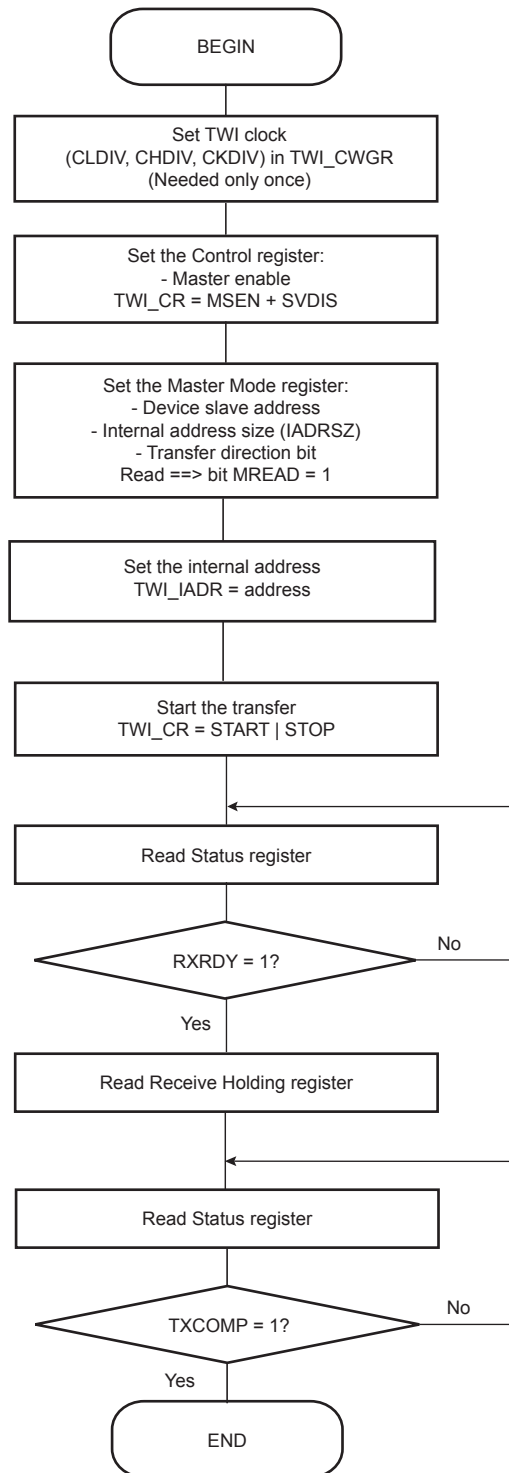 BEGIN
Set TWI clock
(CLDIV, CHDIV, CKDIV) in TWI_CWGR
(Needed only once)
Set the Control register:
- Master enable
TWI_CR = MSEN + SVDIS
Set the Master Mode register:
- Device slave address
- Internal address size (IADRSZ)
- Transfer direction bit
Read ==> bit MREAD = 1
Set the internal address
TWI_IADR = address
Start the transfer
TWI_CR = START | STOP
Read Status register
RXRDY = 1?
No
Yes
Read Receive Holding register
Read Status register
TXCOMP = 1?
No
Yes
END